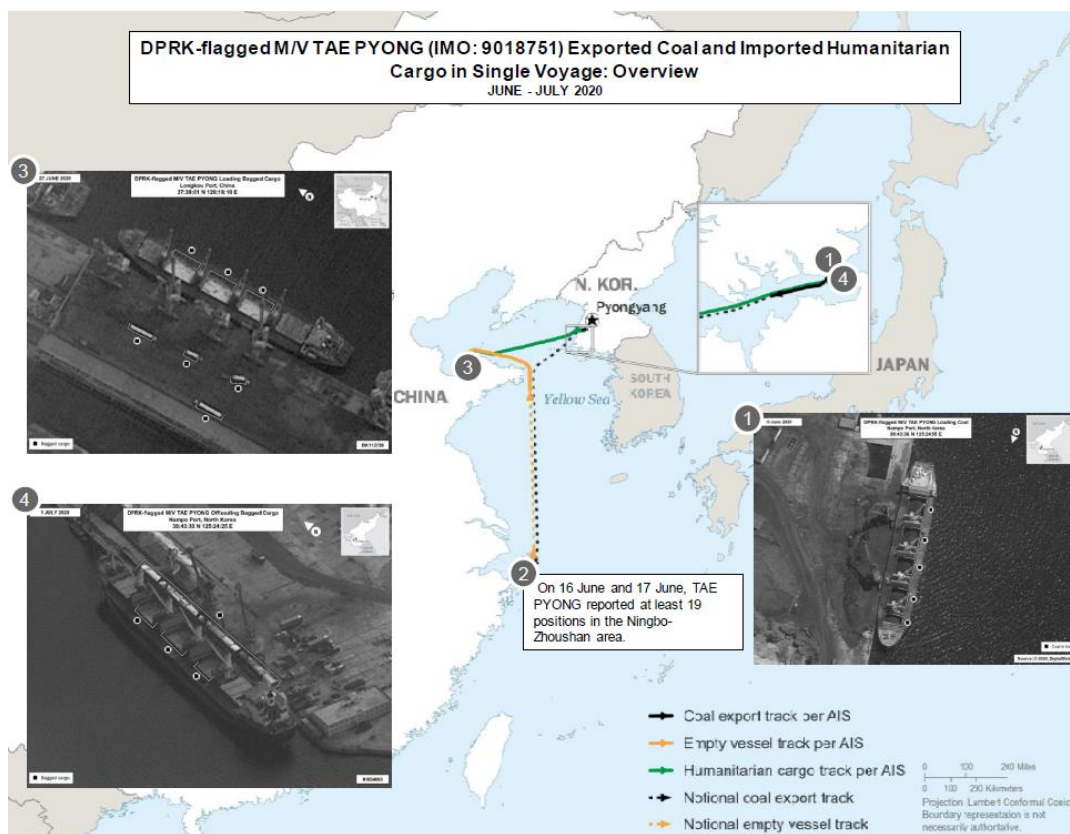 DPRK-flagged M/V TAE PYONG (IMO: 9018751) Exported Coal and Imported Humanitarian
Cargo in Single Voyage: Overview
JUNE - JULY 2020
3
27 JUNE 2020
DPRK-flagged M/V TAE PYONG Loading Bagged Cargo
Longkou Port, China
N
Bagged cargo
1
4
N. KOR.
Pyongyang
SOUTH
KOREA
JAPAN
3
CHINA
Yellow Sea
1
DPRK-flagged M/V TAE PYONG Loading Coal
Nampo Port, North Korea
N
4
1 JULY 2020
DPRK-flagged M/V TAE PYONG Offloading Bagged Cargo
Nampo Port, North Korea
N
Bagged cargo
2
On 16 June and 17 June, TAE
PYONG reported at least 19
positions in the Ningbo-
Zhoushan area.
Coal export track per AIS
Empty vessel track per AIS
Humanitarian cargo track per AIS
Notional coal export track
Notional empty vessel track
0 100 200 Miles
0 100 200 Kilometers
Projection: Lambert Conformal Conic
Boundary representation is not
necessarily authoritative.